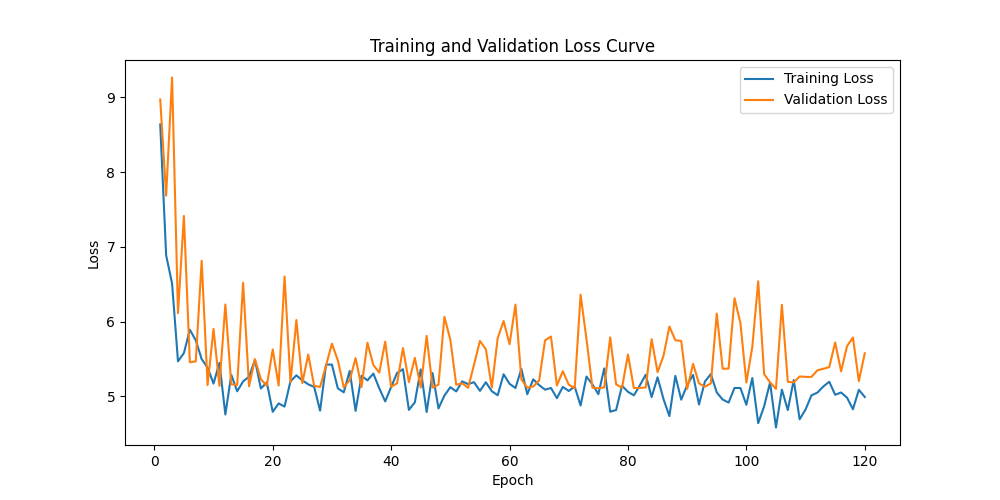 Training and Validation Loss Curve
Training Loss
Validation Loss
9
8
7
6
5
Loss
0 20 40 60 80 100 120
Epoch